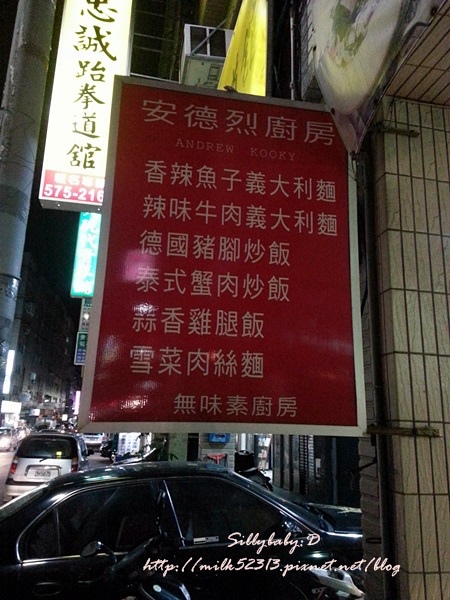 忠誠跆拳道舘
575-216
安德烈廚房
ANDREW KOOKY
香辣魚子義大利麵
辣味牛肉義大利麵
德國豬腳炒飯
泰式蟹肉炒飯
蒜香雞腿飯
雪菜肉絲麵
無味素廚房
Sillybaby:D
http://milk52313.pixnet.net/blog